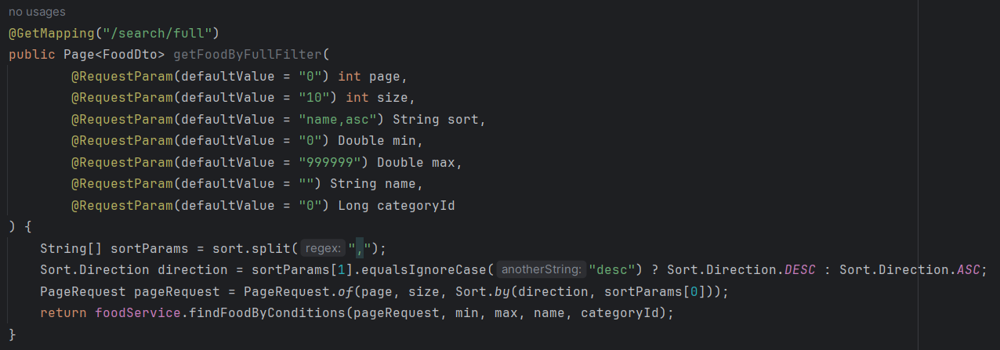 no usages
@GetMapping("/search/full")
public Page<FoodDto> getFoodByFullFilter(
@RequestParam(defaultValue = "0") int page,
@RequestParam(defaultValue = "10") int size,
@RequestParam(defaultValue = "name,asc") String sort,
@RequestParam(defaultValue = "0") Double min,
@RequestParam(defaultValue = "999999") Double max,
@RequestParam(defaultValue = "") String name,
@RequestParam(defaultValue = "0") Long categoryId
) {
String[] sortParams = sort.split( regex: ",");
Sort.Direction direction = sortParams[1].equalsIgnoreCase( anotherString: "desc") ? Sort.Direction.DESC : Sort.Direction.ASC;
PageRequest pageRequest = PageRequest.of(page, size, Sort.by(direction, sortParams[0]));
return foodService.findFoodByConditions(pageRequest, min, max, name, categoryId);
}